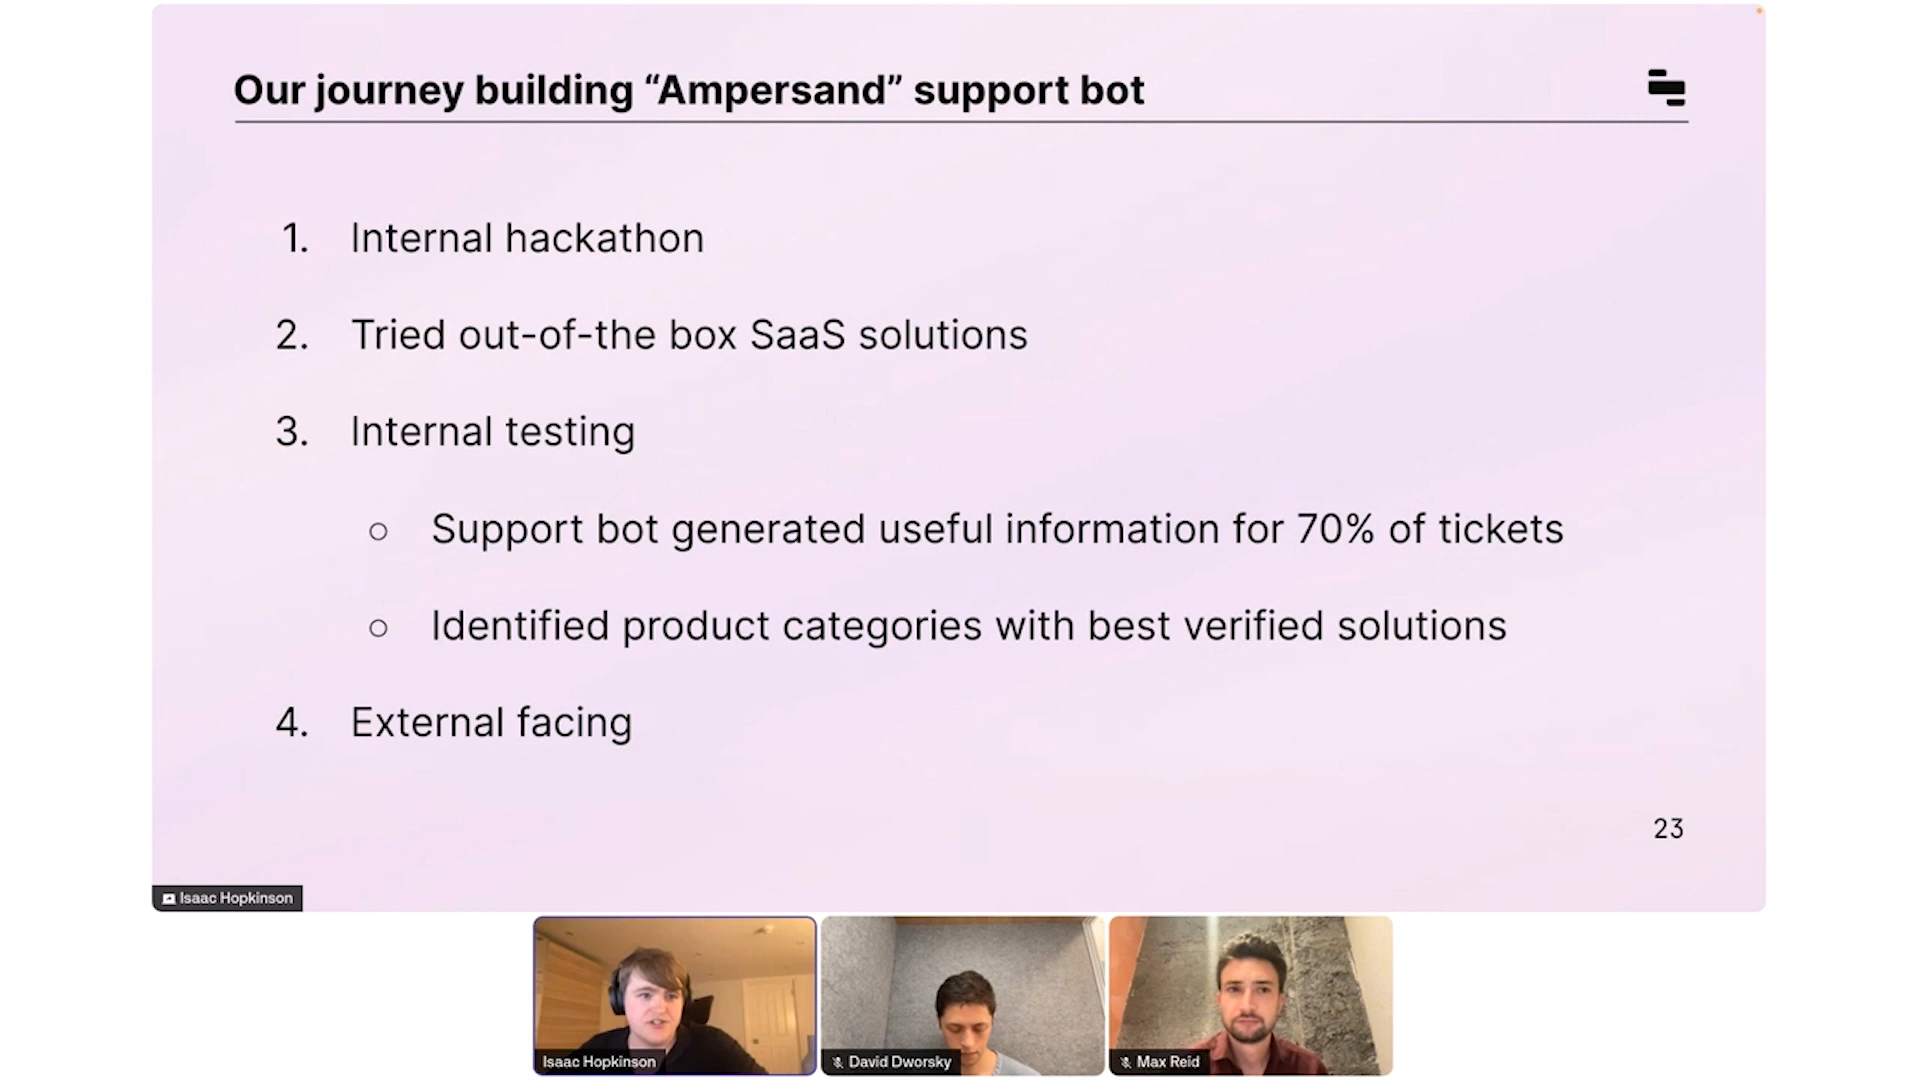 Our journey building “Ampersand” support bot
1. Internal hackathon
2. Tried out-of-the box SaaS solutions
3. Internal testing
○ Support bot generated useful information for 70% of tickets
○ Identified product categories with best verified solutions
4. External facing
23
Isaac Hopkinson
Isaac Hopkinson
David Dworsky
Max Reid